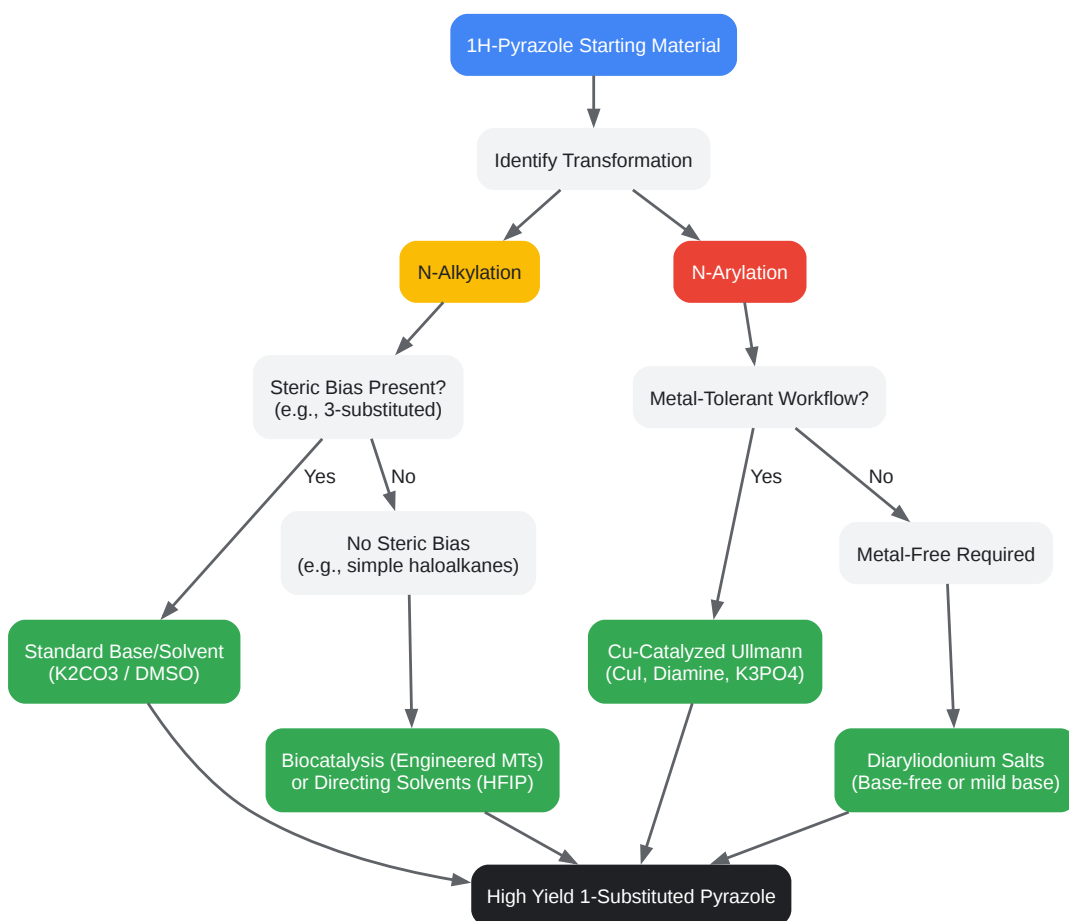 1H-Pyrazole Starting Material
Identify Transformation
N-Alkylation
N-Arylation
Steric Bias Present?
(e.g., 3-substituted)
Metal-Tolerant Workflow?
Yes
No
Yes
No
No Steric Bias
(e.g., simple haloalkanes)
Metal-Free Required
Standard Base/Solvent
(K2CO3 / DMSO)
Cu-Catalyzed Ullmann
(CuI, Diamine, K3PO4)
Biocatalysis (Engineered MTs)
or Directing Solvents (HFIP)
Diaryliodonium Salts
(Base-free or mild base)
High Yield 1-Substituted Pyrazole